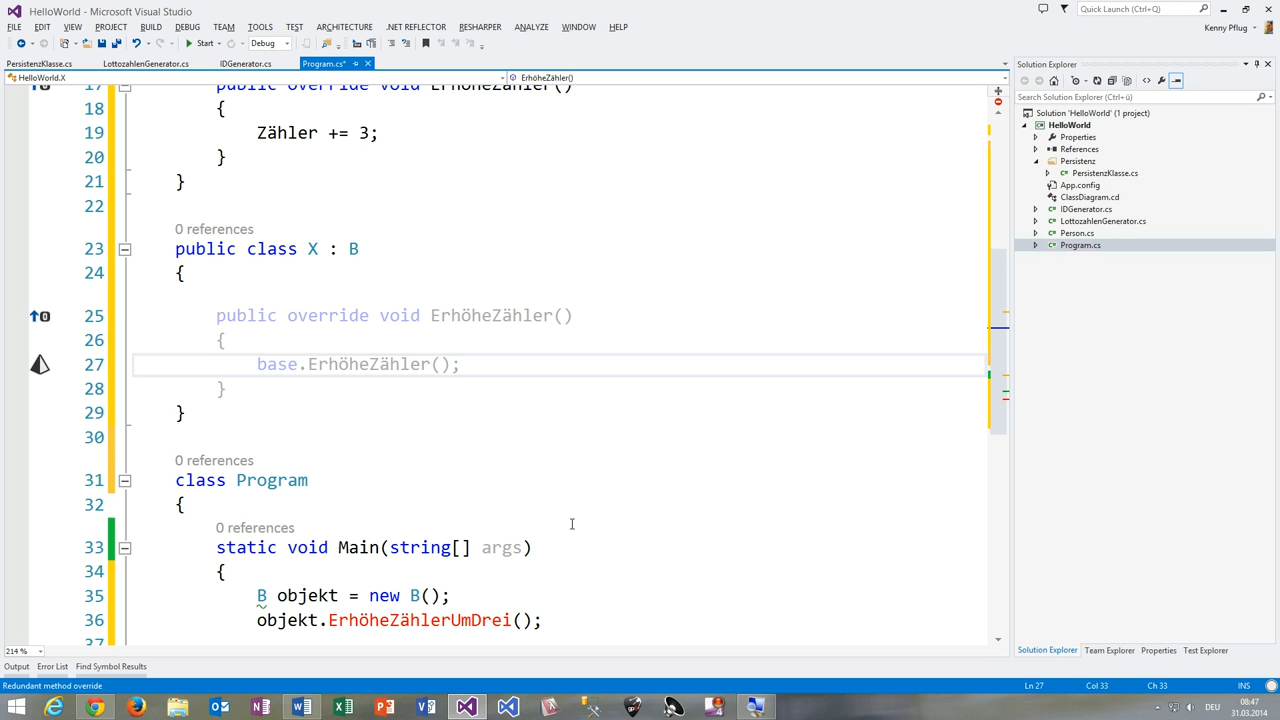 HelloWorld - Microsoft Visual Studio
Quick Launch (Ctrl+Q)
FILE EDIT VIEW PROJECT BUILD DEBUG TEAM TOOLS TEST ARCHITECTURE .NET REFLECTOR RESHARPER ANALYZE WINDOW HELP
Kenny Pflug
Start Debug
PersistenzKlasse.cs LottozahlenGenerator.cs IDGenerator.cs Program.cs*
HelloWorld.X ErhöheZähler()
17 public override void ErhöheZähler()
18 {
19 Zähler += 3;
20 }
21 }
22
0 references
23 public class X : B
24 {
25 public override void ErhöheZähler()
26 {
27 base.ErhöheZähler();
28 }
29 }
30
0 references
31 class Program
32 {
0 references
33 static void Main(string[] args)
34 {
35 B objekt = new B();
36 objekt.ErhöheZählerUmDrei();
37
214 %
Solution Explorer
Search Solution Explorer (Ctrl+ü)
Solution 'HelloWorld' (1 project)
HelloWorld
Properties
References
Persistenz
PersistenzKlasse.cs
App.config
ClassDiagram.cd
IDGenerator.cs
LottozahlenGenerator.cs
Person.cs
Program.cs
Solution Explorer Team Explorer Properties Test Explorer
Output Error List Find Symbol Results
Redundant method override Ln 27 Col 33 Ch 33 INS
DEU
08:47
31.03.2014